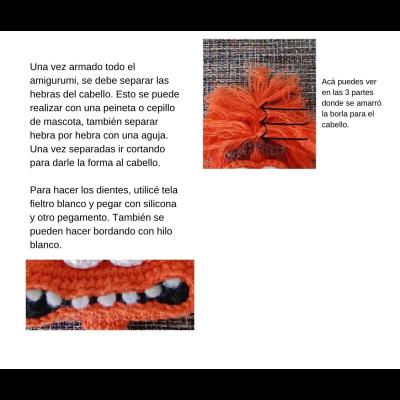 Una vez armado todo el
amigurumi, se debe separar las
hebras del cabello. Esto se puede
realizar con una peineta o cepillo
de mascota, también separar
hebra por hebra con una aguja.
Una vez separadas ir cortando
para darle la forma al cabello.
Para hacer los dientes, utilicé tela
fieltro blanco y pegar con silicona
y otro pegamento. También se
pueden hacer bordando con hilo
blanco.
Acá puedes ver
en las 3 partes
donde se amarró
la borla para el
cabello.